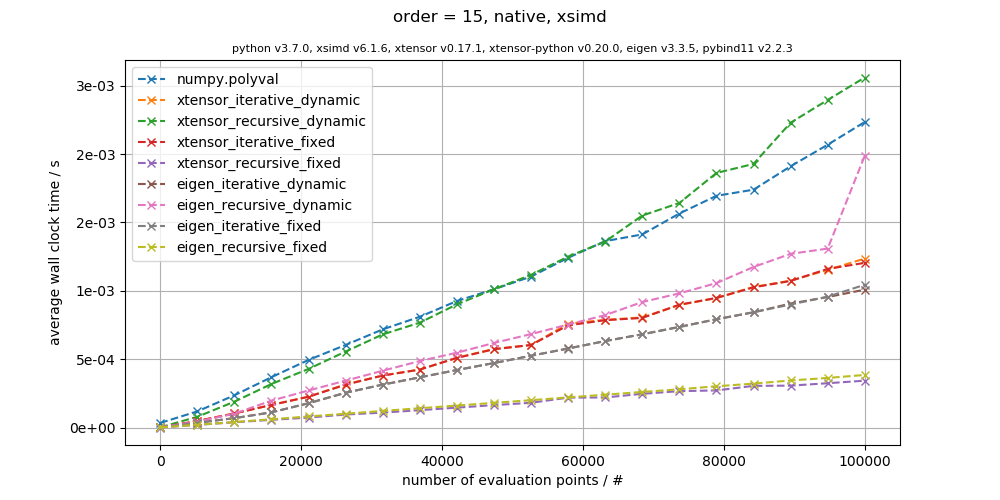 order = 15, native, xsimd
python v3.7.0, xsimd v6.1.6, xtensor v0.17.1, xtensor-python v0.20.0, eigen v3.3.5, pybind11 v2.2.3
numpy.polyval
xtensor_iterative_dynamic
xtensor_recursive_dynamic
xtensor_iterative_fixed
xtensor_recursive_fixed
eigen_iterative_dynamic
eigen_recursive_dynamic
eigen_iterative_fixed
eigen_recursive_fixed
average wall clock time / s
3e-03
2e-03
2e-03
1e-03
5e-04
0e+00
0 20000 40000 60000 80000 100000
number of evaluation points / #